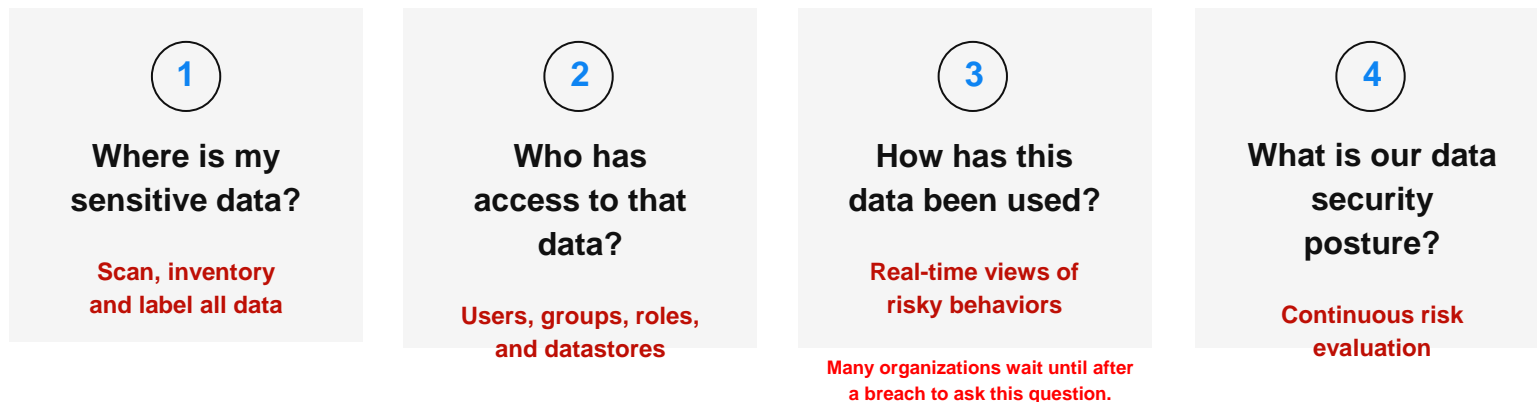 1
Where is my
sensitive data?
Scan, inventory
and label all data
2
Who has
access to that
data?
Users, groups, roles,
and datastores
3
How has this
data been used?
Real-time views of
risky behaviors
Many organizations wait until after
a breach to ask this question.
4
What is our data
security
posture?
Continuous risk
evaluation